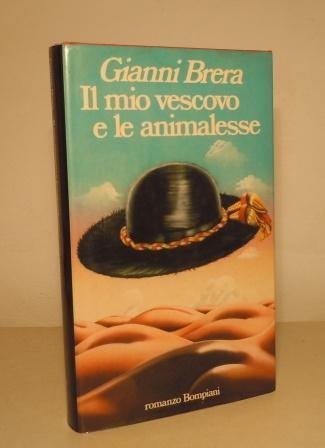 Gianni Brera
Il mio vescovo
e le animalesse
romanzo Bompiani